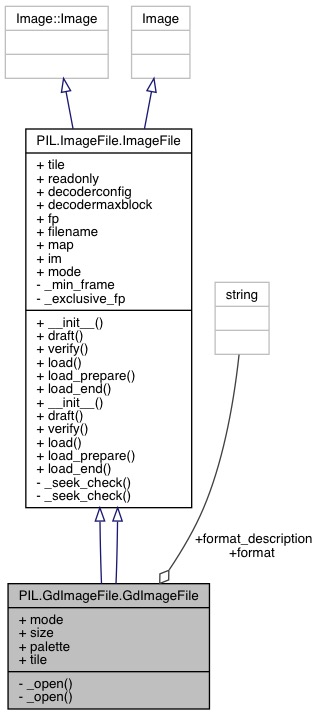 Image::Image
Image
PIL.ImageFile.ImageFile
+ tile
+ readonly
+ decoderconfig
+ decodermaxblock
+ fp
+ filename
+ map
+ im
+ mode
- _min_frame
- _exclusive_fp
+ __init__()
+ draft()
+ verify()
+ load()
+ load_prepare()
+ load_end()
+ __init__()
+ draft()
+ verify()
+ load()
+ load_prepare()
+ load_end()
- _seek_check()
- _seek_check()
string
+format_description
+format
PIL.GdImageFile.GdImageFile
+ mode
+ size
+ palette
+ tile
- _open()
- _open()